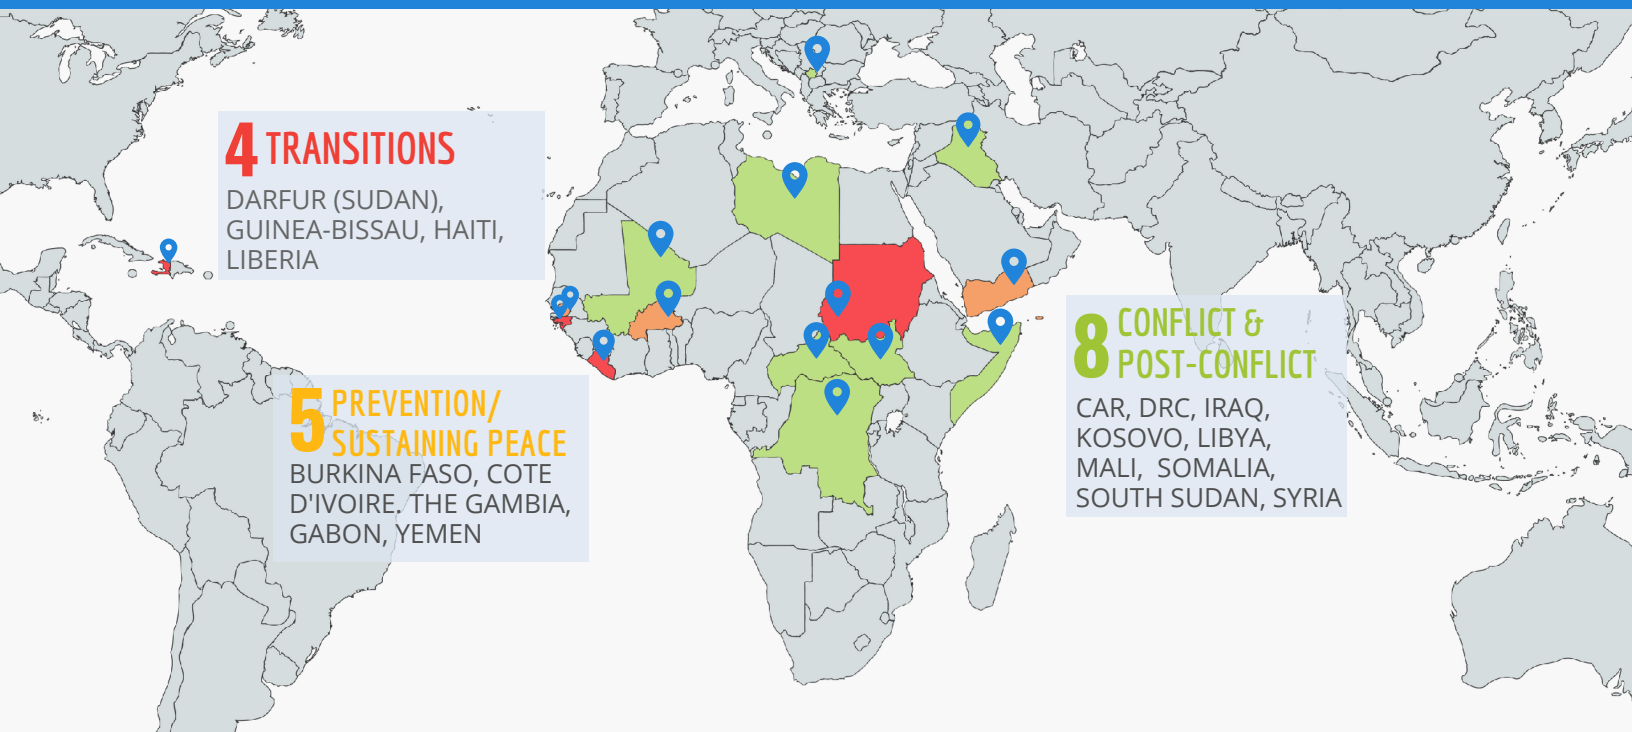 4 TRANSITIONS
DARFUR (SUDAN),
GUINEA-BISSAU, HAITI,
LIBERIA
5 PREVENTION/
SUSTAINING PEACE
BURKINA FASO, COTE
D'IVOIRE. THE GAMBIA,
GABON, YEMEN
8 CONFLICT &
POST-CONFLICT
CAR, DRC, IRAQ,
KOSOVO, LIBYA,
MALI,  SOMALIA,
SOUTH SUDAN, SYRIA